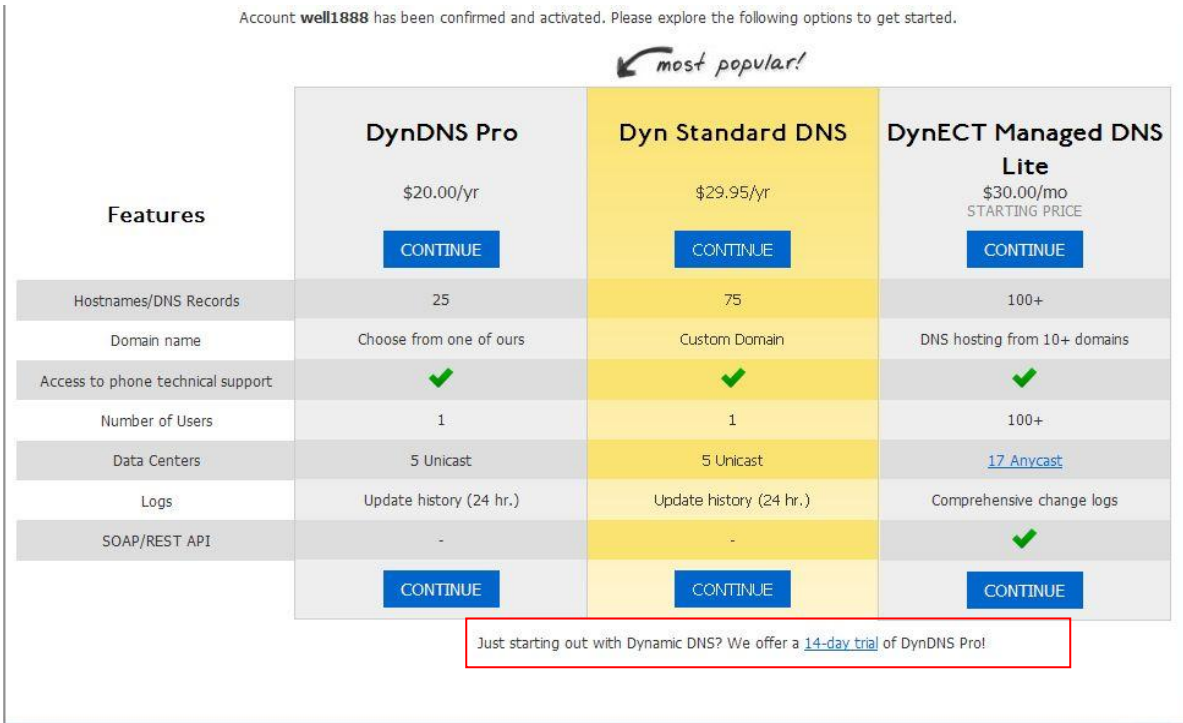 Account well1888 has been confirmed and activated. Please explore the following options to get started.
most popular!
DynDNS Pro Dyn Standard DNS DynECT Managed DNS
Lite
$20.00/yr $29.95/yr $30.00/mo
STARTING PRICE
Features
CONTINUE CONTINUE CONTINUE
Hostnames/DNS Records 25 75 100+
Domain name Choose from one of ours Custom Domain DNS hosting from 10+ domains
Access to phone technical support
Number of Users 1 1 100+
Data Centers 5 Unicast 5 Unicast 17 Anycast
Logs Update history (24 hr.) Update history (24 hr.) Comprehensive change logs
SOAP/REST API - -
CONTINUE CONTINUE CONTINUE
Just starting out with Dynamic DNS? We offer a 14-day trial of DynDNS Pro!